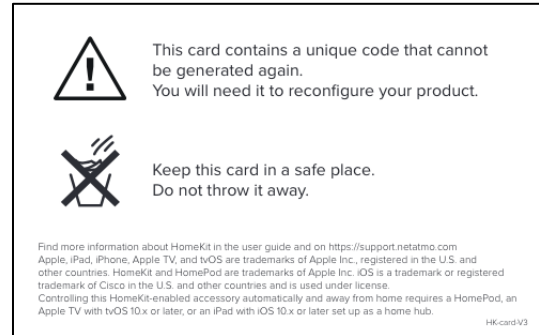 This card contains a unique code that cannot
be generated again.
You will need it to reconfigure your product.
Keep this card in a safe place.
Do not throw it away.
Find more information about HomeKit in the user guide and on https://support.netatmo.com
Apple, iPad, iPhone, Apple TV, and tvOS are trademarks of Apple Inc., registered in the U.S. and
other countries. HomeKit and HomePod are trademarks of Apple Inc. iOS is a trademark or registered
trademark of Cisco in the U.S. and other countries and is used under license.
Controlling this HomeKit-enabled accessory automatically and away from home requires a HomePod, an
Apple TV with tvOS 10.x or later, or an iPad with iOS 10.x or later set up as a home hub.
HK-card-V3